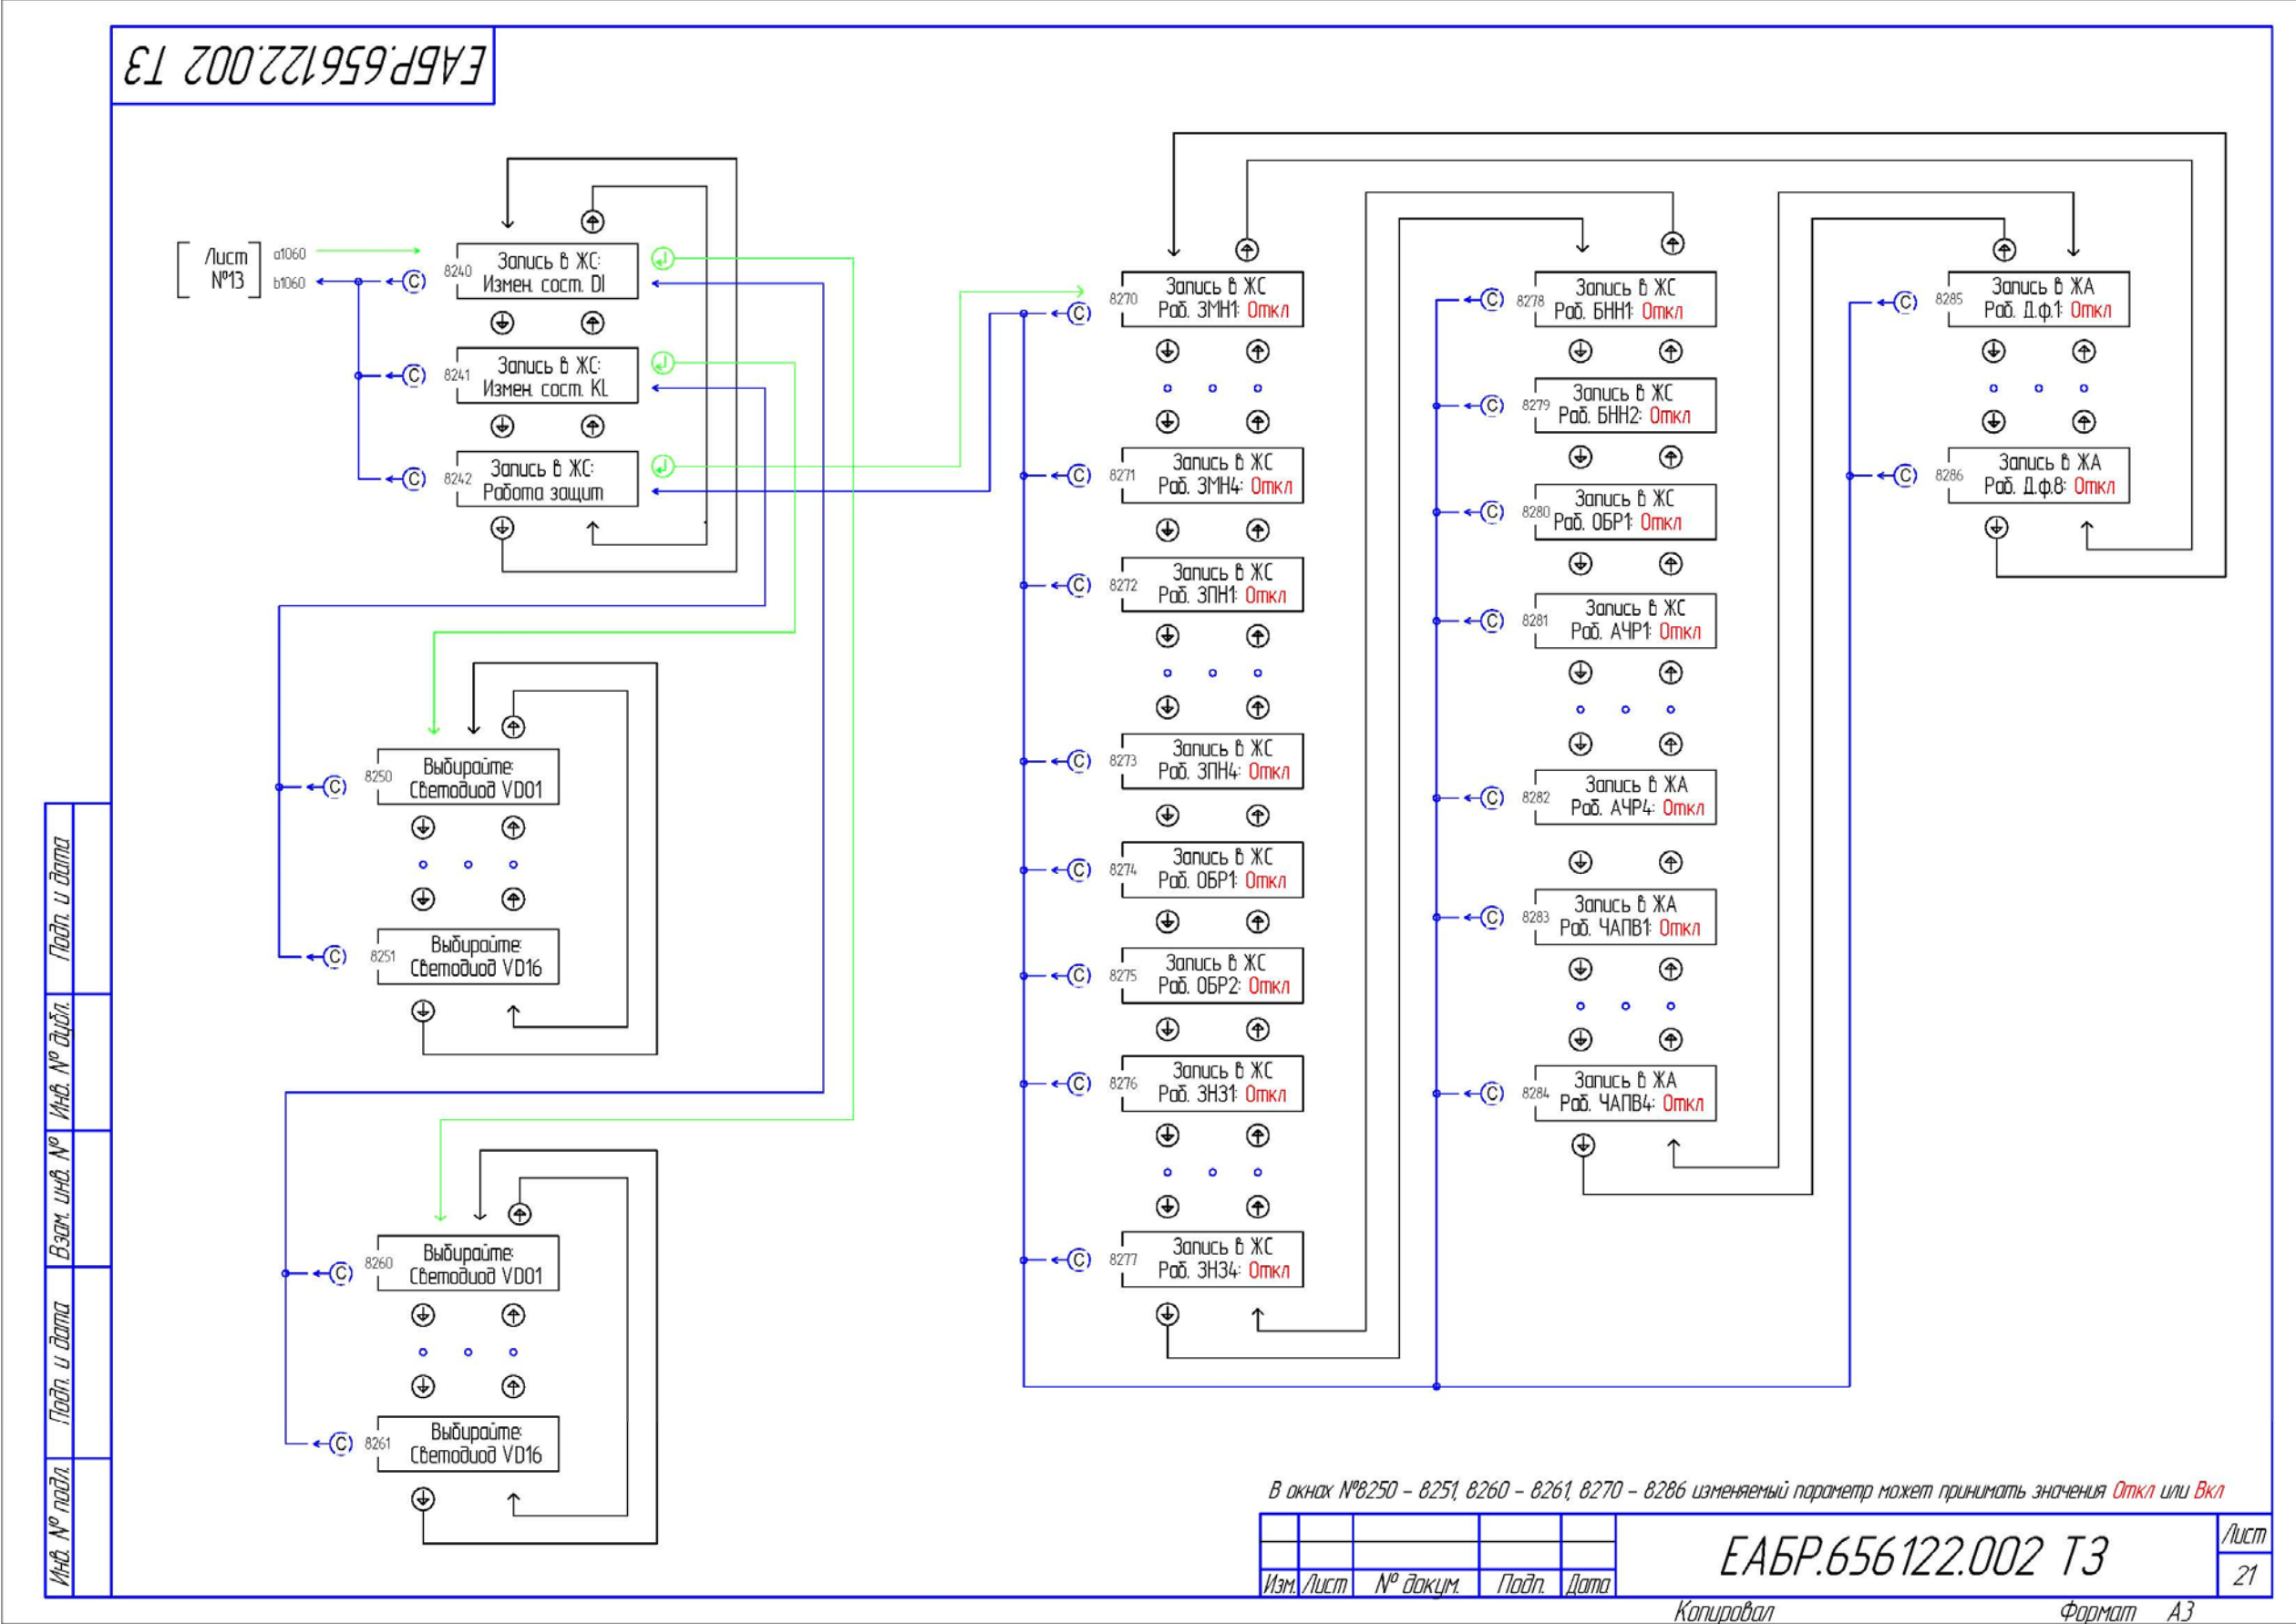 ЕАБР.656122.002 ТЗ
Лист
№13
a1060
b1060
С
8240
Запись в ЖС:
Измен. сост. DI
С
8241
Запись в ЖС:
Измен. сост. KL
С
8242
Запись в ЖС:
Работа защит
С
8250
Выбирайте:
Светодиод VD01
С
8251
Выбирайте:
Светодиод VD16
С
8260
Выбирайте:
Светодиод VD01
С
8261
Выбирайте:
Светодиод VD16
С
8270
Запись в ЖС
Раб. ЗМН1: Откл
С
8271
Запись в ЖС
Раб. ЗМН4: Откл
С
8272
Запись в ЖС
Раб. ЗПН1: Откл
С
8273
Запись в ЖС
Раб. ЗПН4: Откл
С
8274
Запись в ЖС
Раб. ОБР1: Откл
С
8275
Запись в ЖС
Раб. ОБР2: Откл
С
8276
Запись в ЖС
Раб. ЗНЗ1: Откл
С
8277
Запись в ЖС
Раб. ЗНЗ4: Откл
С
8278
Запись в ЖС
Раб. БНН1: Откл
С
8279
Запись в ЖС
Раб. БНН2: Откл
С
8280
Запись в ЖС
Раб. ОБР1: Откл
С
8281
Запись в ЖС
Раб. АЧР1: Откл
С
8282
Запись в ЖА
Раб. АЧР4: Откл
С
8283
Запись в ЖА
Раб. ЧАПВ1: Откл
С
8284
Запись в ЖА
Раб. ЧАПВ4: Откл
С
8285
Запись в ЖА
Раб. Д.ф.1: Откл
С
8286
Запись в ЖА
Раб. Д.ф.8: Откл
В окнах №8250 – 8251, 8260 – 8261, 8270 – 8286 изменяемый параметр может принимать значения Откл или Вкл
Изм. Лист № докум. Подп. Дата
ЕАБР.656122.002 ТЗ
Лист
21
Копировал
Формат А3
Подп. и дата
Инв. № дубл.
Взам. инв. №
Подп. и дата
Инв. № подл.